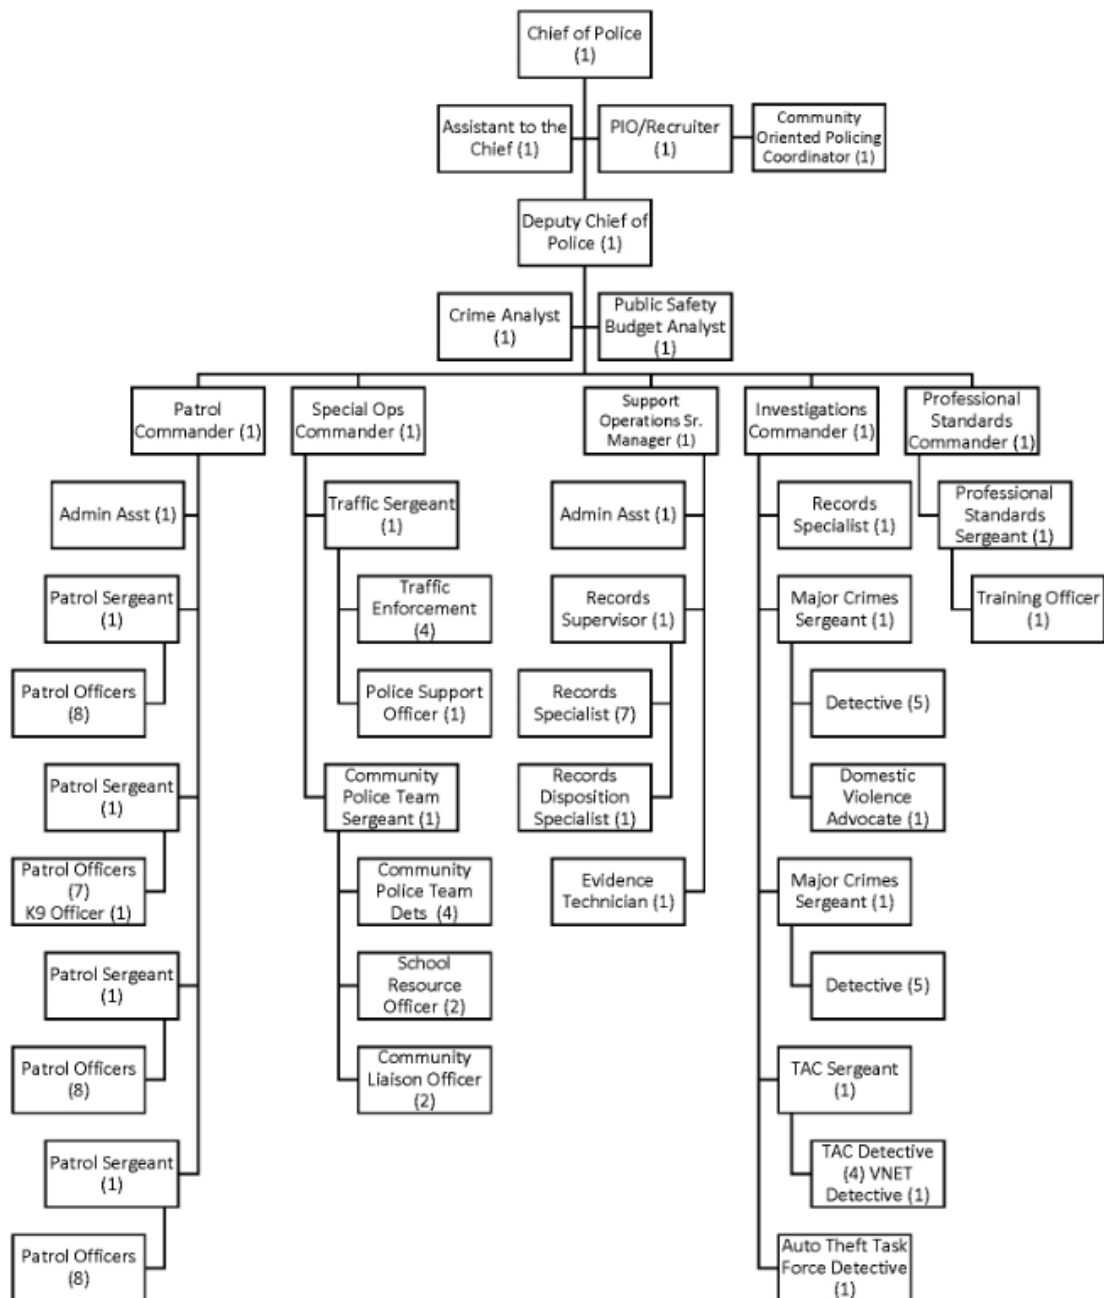 Chief of Police
(1)
Assistant to the
Chief (1)
PIO/Recruiter
(1)
Community
Oriented Policing
Coordinator (1)
Deputy Chief of
Police (1)
Crime Analyst
(1)
Public Safety
Budget Analyst
(1)
Patrol
Commander (1)
Special Ops
Commander (1)
Support
Operations Sr.
Manager (1)
Investigations
Commander (1)
Professional
Standards
Commander (1)
Admin Asst (1)
Patrol Sergeant
(1)
Patrol Officers
(8)
Patrol Sergeant
(1)
Patrol Officers
(7)
K9 Officer (1)
Patrol Sergeant
(1)
Patrol Officers
(8)
Patrol Sergeant
(1)
Patrol Officers
(8)
Traffic Sergeant
(1)
Traffic
Enforcement
(4)
Police Support
Officer (1)
Community
Police Team
Sergeant (1)
Community
Police Team
Dets (4)
School
Resource
Officer (2)
Community
Liaison Officer
(2)
Admin Asst (1)
Records
Supervisor (1)
Records
Specialist (7)
Records
Disposition
Specialist (1)
Evidence
Technician (1)
Records
Specialist (1)
Major Crimes
Sergeant (1)
Detective (5)
Domestic
Violence
Advocate (1)
Major Crimes
Sergeant (1)
Detective (5)
TAC Sergeant
(1)
TAC Detective
(4) VNET
Detective (1)
Auto Theft Task
Force Detective
(1)
Professional
Standards
Sergeant (1)
Training Officer
(1)